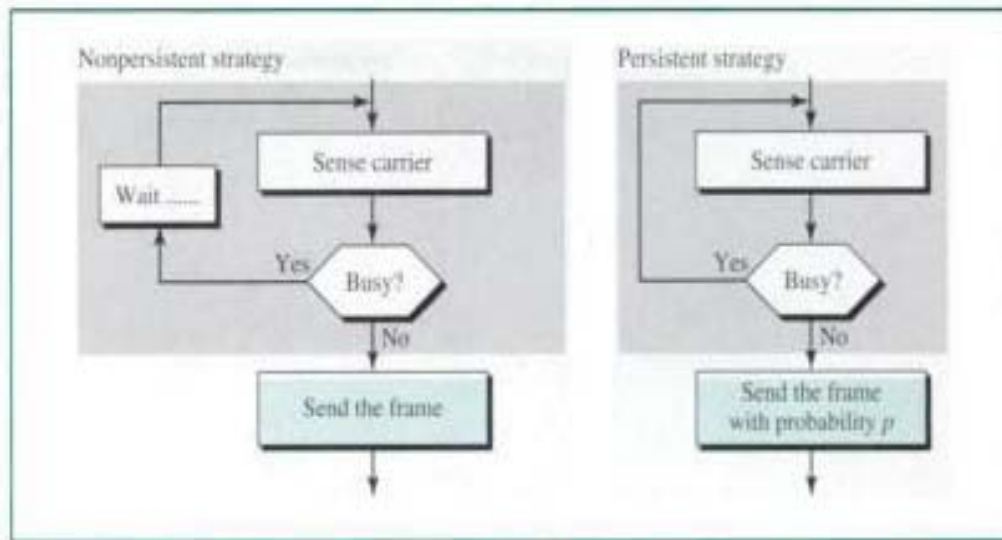 Nonpersistent strategy
Sense carrier
Wait ......
Yes
Busy?
No
Send the frame
Persistent strategy
Sense carrier
Yes
Busy?
No
Send the frame
with probability p